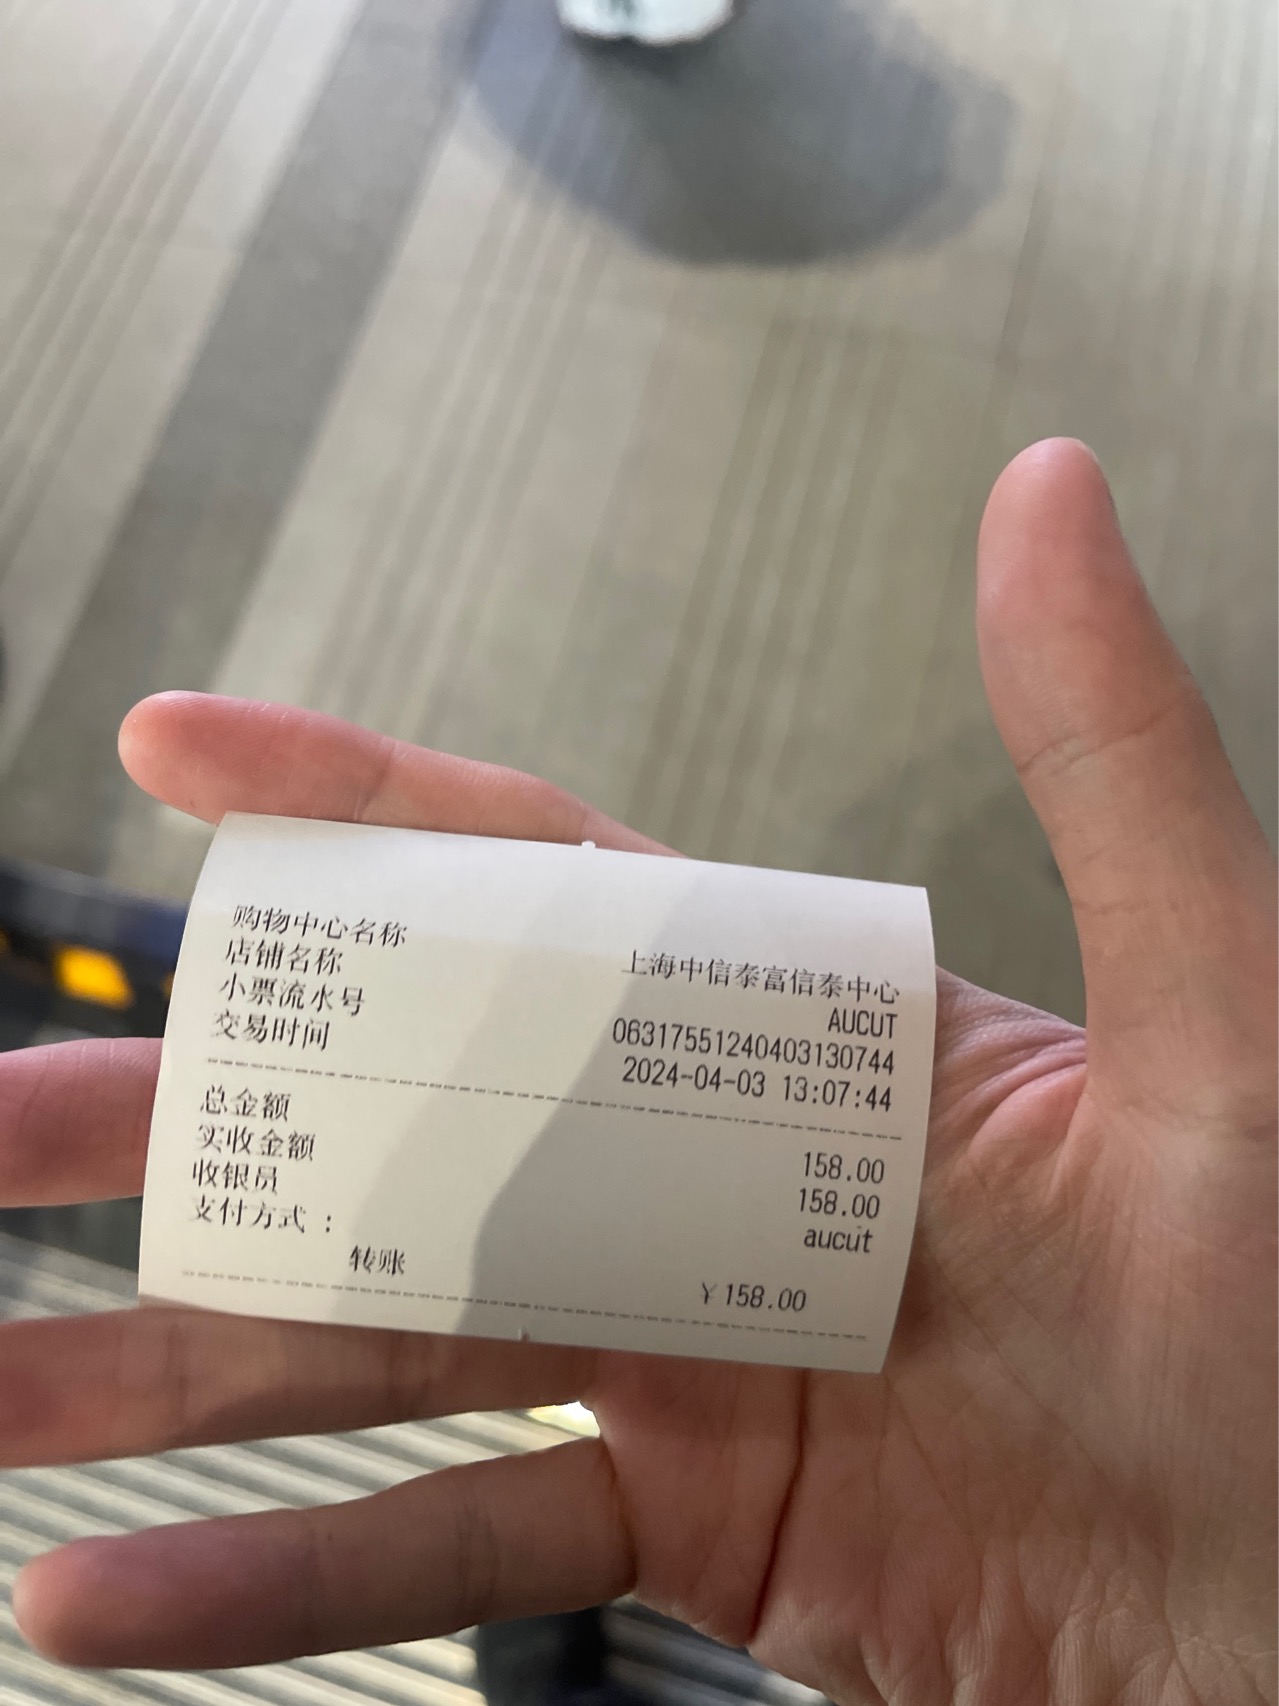 购物中心名称 上海中信泰富信泰中心
店铺名称 AUCUT
小票流水号 06317551240403130744
交易时间 2024-04-03 13:07:44
总金额 158.00
实收金额 158.00
收银员 aucut
支付方式 :
转账 ￥158.00